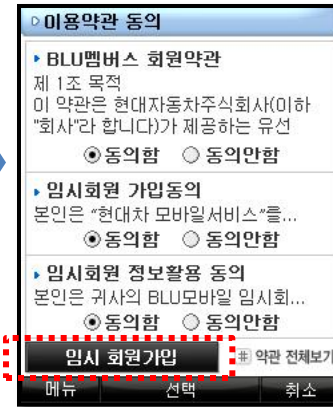 이용약관 동의
BLU멤버스 회원약관
제 1조 목적
이 약관은 현대자동차주식회사(이하
"회사"라 합니다)가 제공하는 유선
동의함 동의안함
임시회원 가입동의
본인은 "현대차 모바일서비스"를...
동의함 동의안함
임시회원 정보활용 동의
본인은 귀사의 BLU모바일 임시회...
동의함 동의안함
임시 회원가입 # 약관 전체보기
메뉴 선택 취소